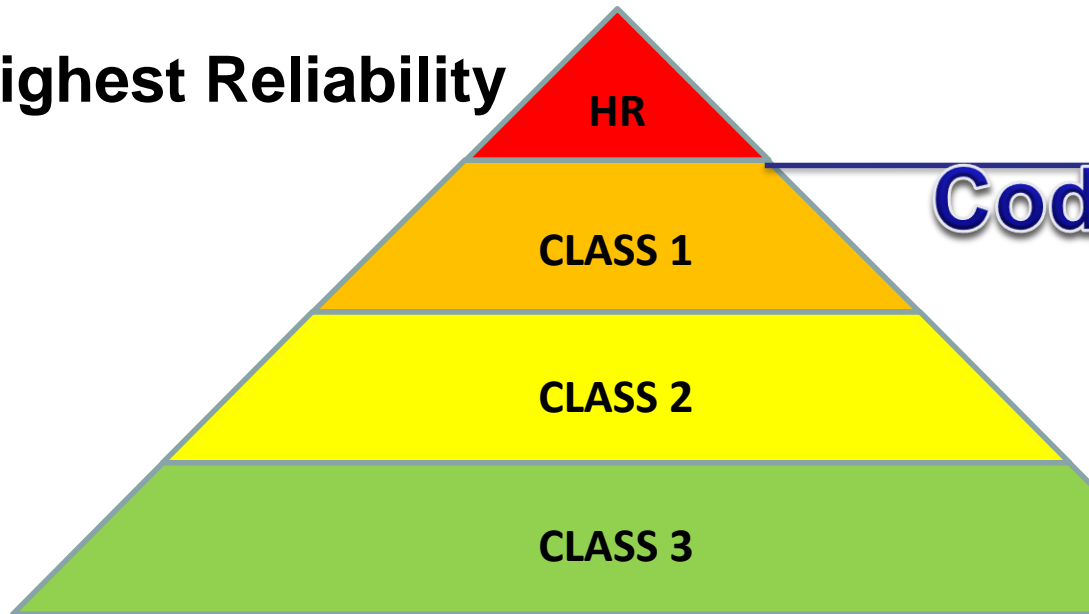 ighest Reliability
HR
Cod
CLASS 1
CLASS 2
CLASS 3